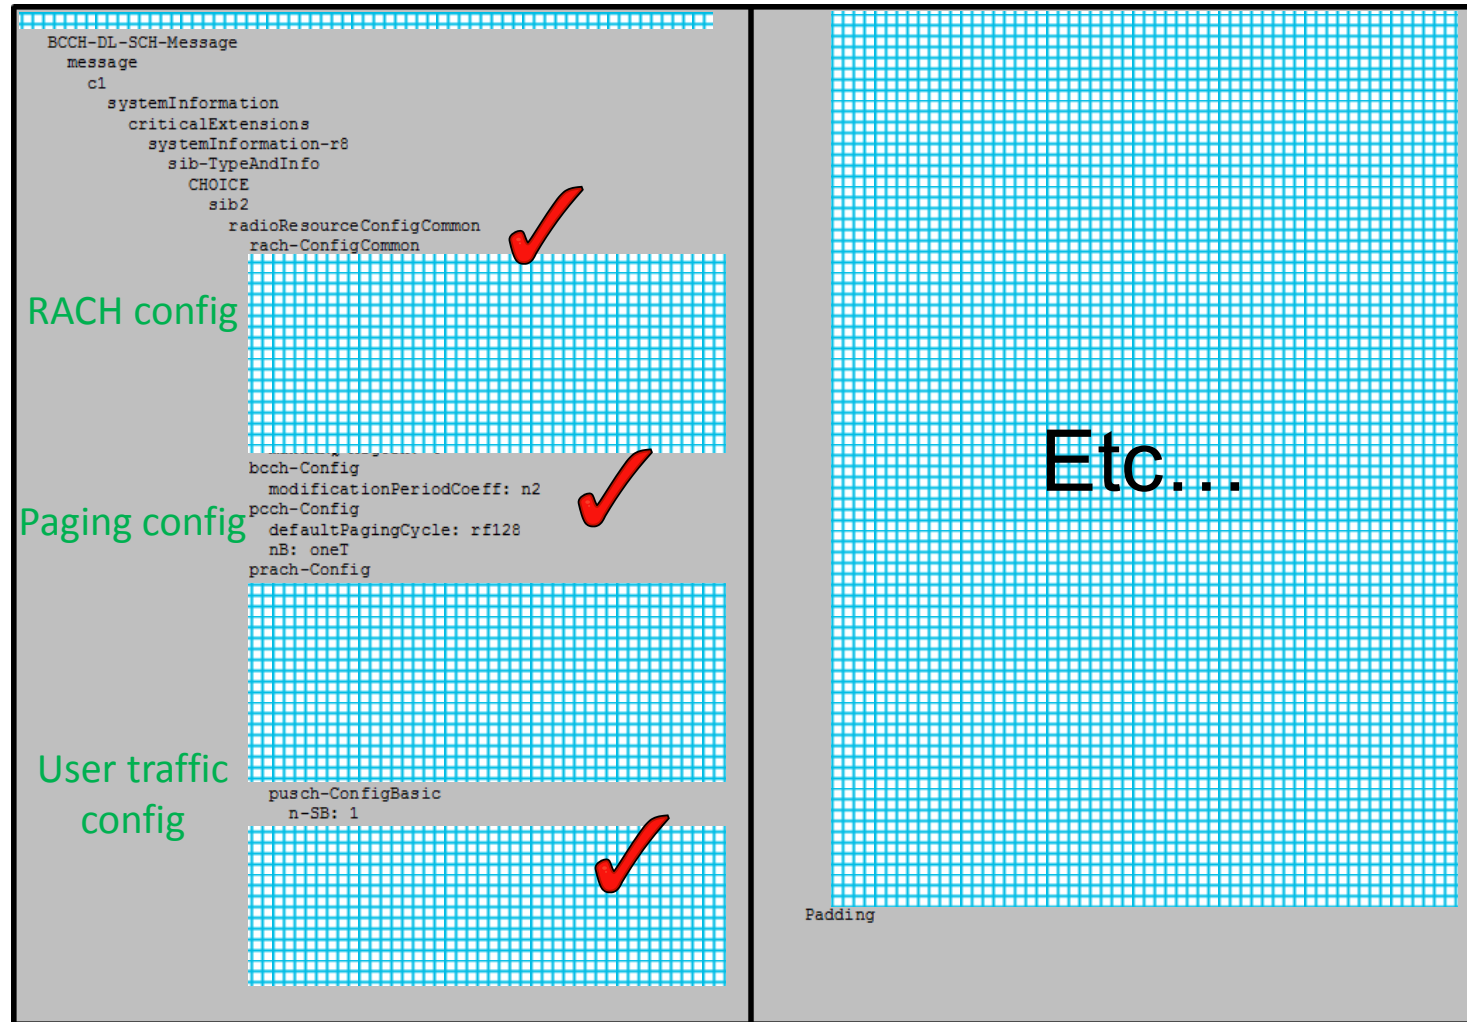 BCCH-DL-SCH-Message
message
c1
systemInformation
criticalExtensions
systemInformation-r8
sib-TypeAndInfo
CHOICE
sib2
radioResourceConfigCommon
rach-ConfigCommon
RACH config
bcch-Config
modificationPeriodCoeff: n2
Paging config
pcch-Config
defaultPagingCycle: rf128
nB: oneT
prach-Config
User traffic
config
pusch-ConfigBasic
n-SB: 1
Etc...
Padding